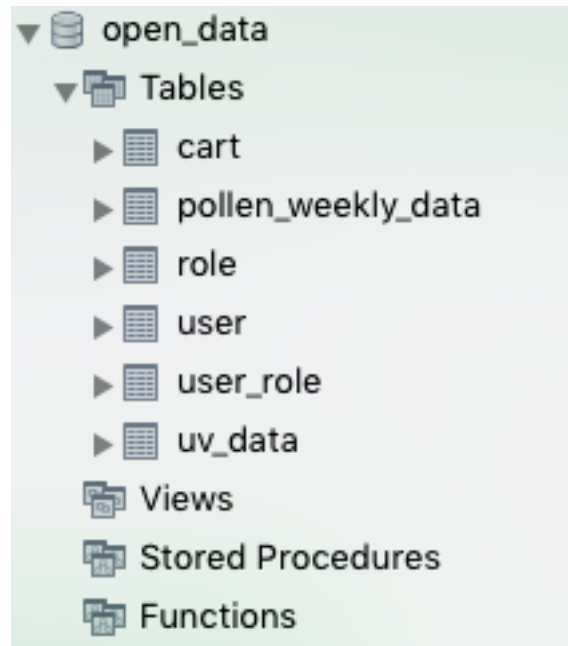 open_data
Tables
cart
pollen_weekly_data
role
user
user_role
uv_data
Views
Stored Procedures
Functions